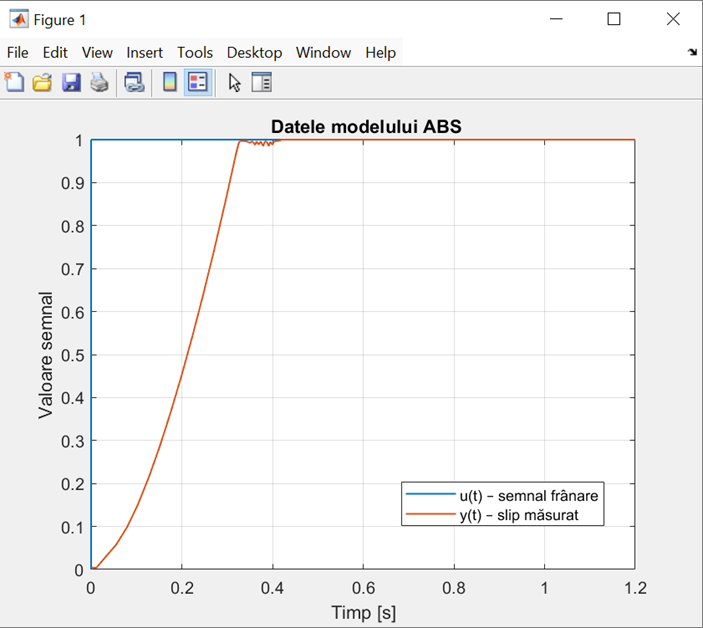 Figure 1
File Edit View Insert Tools Desktop Window Help
Datele modelului ABS
1
0.9
0.8
0.7
0.6
0.5
0.4
0.3
0.2
0.1
0
Valoare semnal
u(t) – semnal frânare
y(t) – slip măsurat
0 0.2 0.4 0.6 0.8 1 1.2
Timp [s]